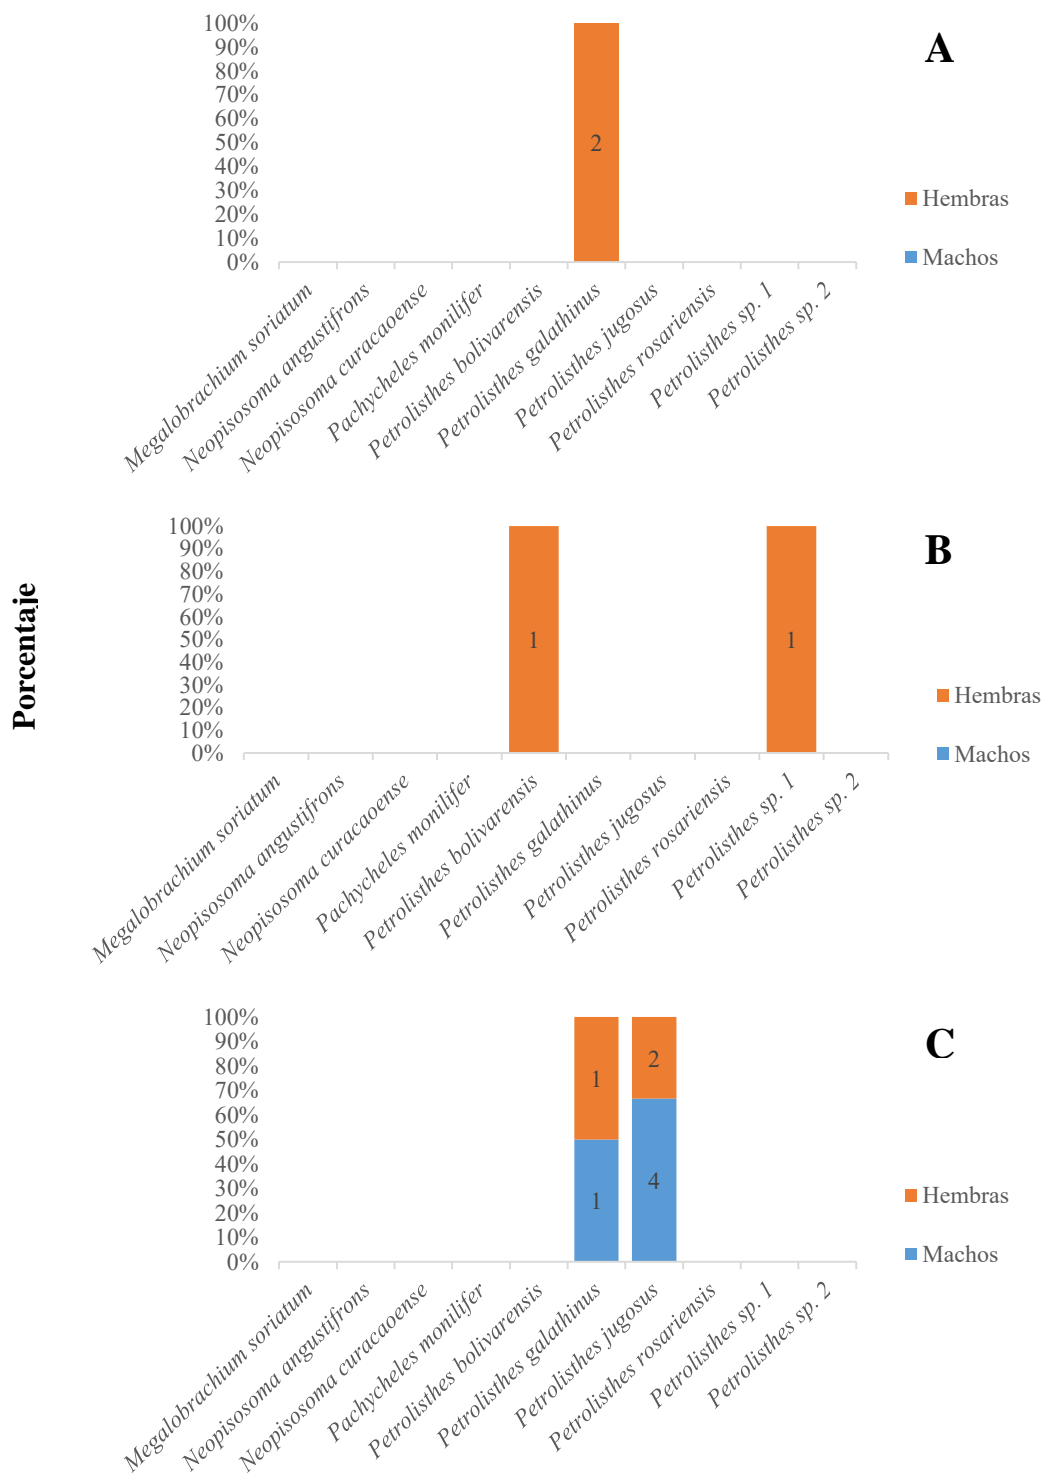 A
100%
90%
80%
70%
60%
50%
40%
30%
20%
10%
0%
2
Hembras
Machos
Megalobrachium soriatum
Neopisosoma angustifrons
Neopisosoma curacaoense
Pachycheles monilifer
Petrolisthes bolivarensis
Petrolisthes galathinus
Petrolisthes jugosus
Petrolisthes rosariensis
Petrolisthes sp. 1
Petrolisthes sp. 2
Porcentaje
B
100%
90%
80%
70%
60%
50%
40%
30%
20%
10%
0%
1
1
Hembras
Machos
Megalobrachium soriatum
Neopisosoma angustifrons
Neopisosoma curacaoense
Pachycheles monilifer
Petrolisthes bolivarensis
Petrolisthes galathinus
Petrolisthes jugosus
Petrolisthes rosariensis
Petrolisthes sp. 1
Petrolisthes sp. 2
C
100%
90%
80%
70%
60%
50%
40%
30%
20%
10%
0%
1
2
1
4
Hembras
Machos
Megalobrachium soriatum
Neopisosoma angustifrons
Neopisosoma curacaoense
Pachycheles monilifer
Petrolisthes bolivarensis
Petrolisthes galathinus
Petrolisthes jugosus
Petrolisthes rosariensis
Petrolisthes sp. 1
Petrolisthes sp. 2